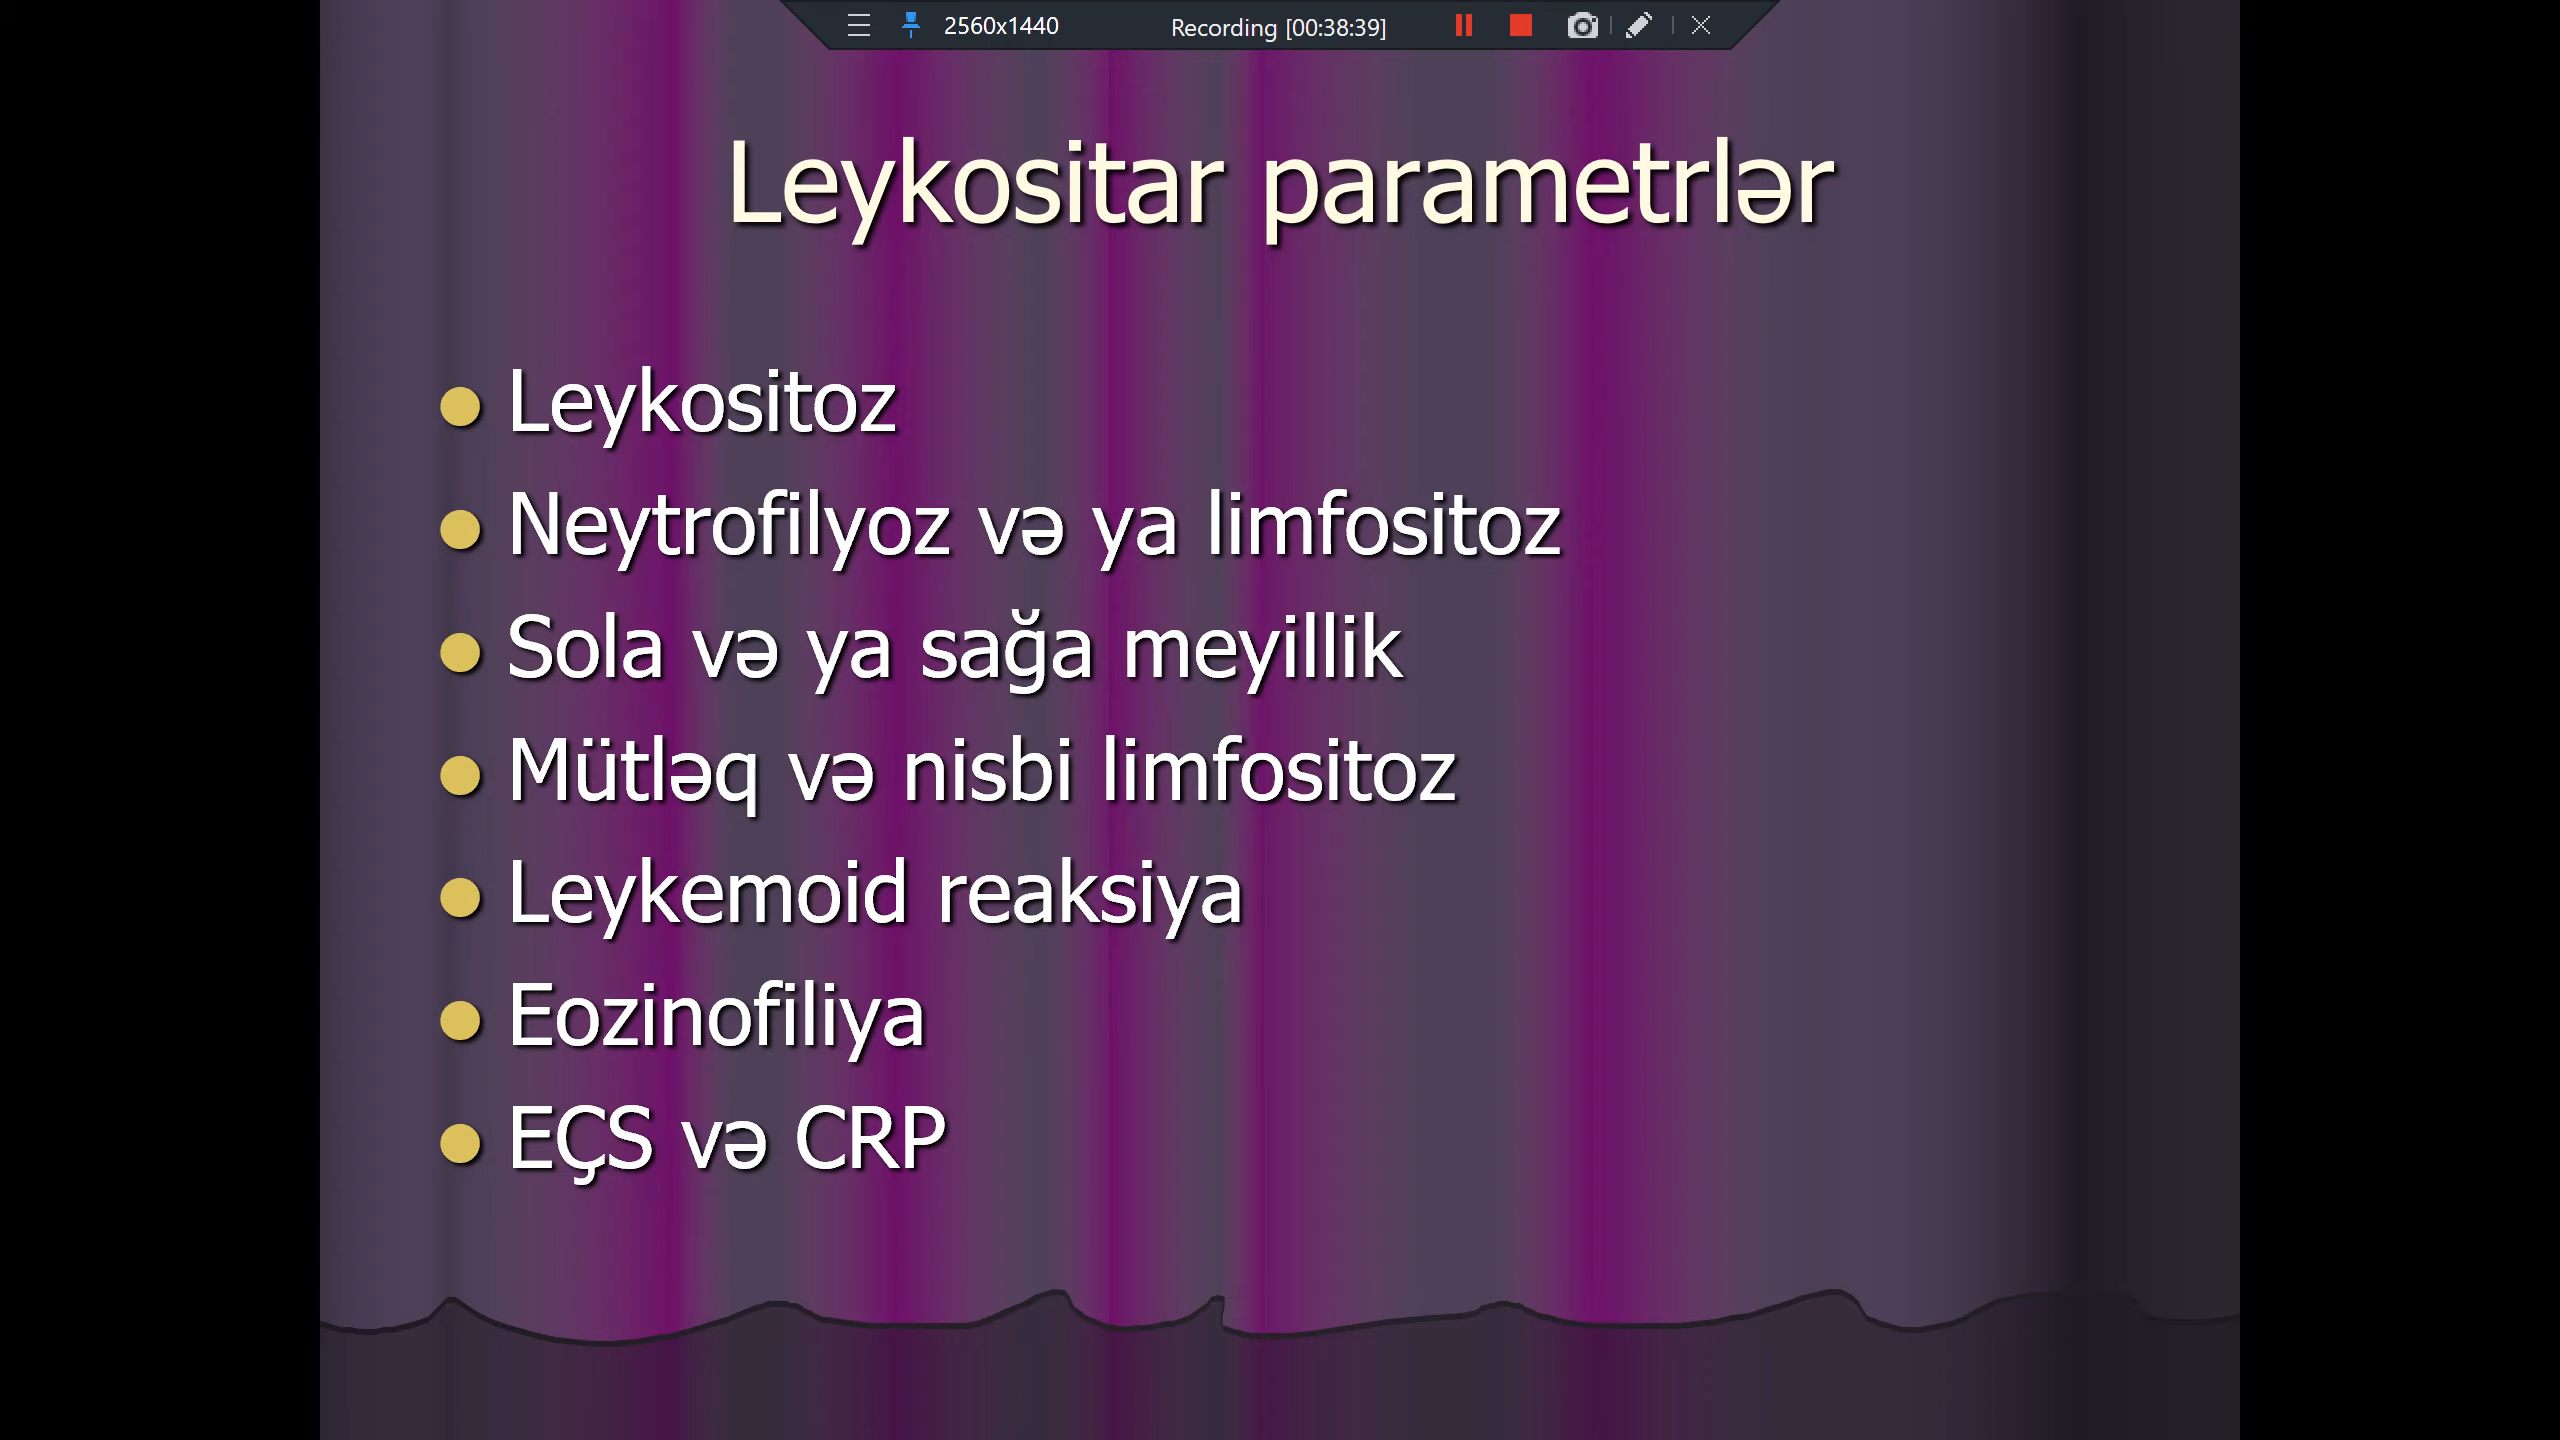 2560x1440 Recording [00:38:39]
Leykositar parametrlər
Leykositoz
Neytrofilyoz və ya limfositoz
Sola və ya sağa meyillik
Mütləq və nisbi limfositoz
Leykemoid reaksiya
Eozinofiliya
EÇS və CRP